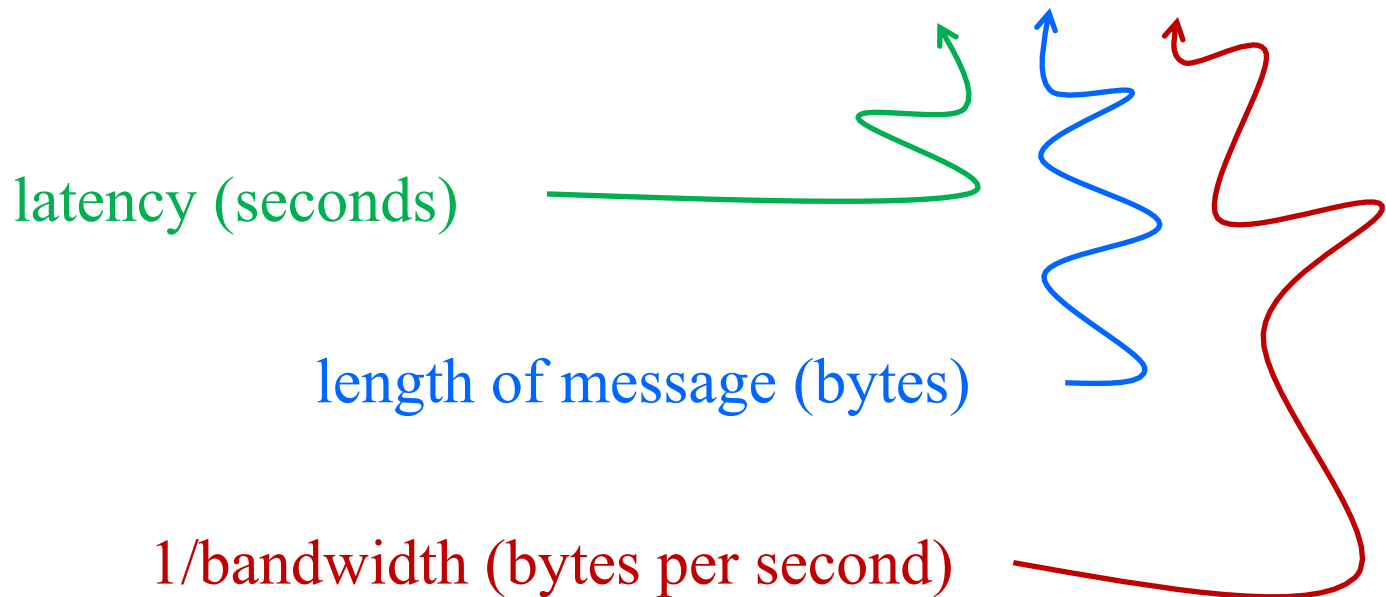 latency (seconds)
length of message (bytes)
1/bandwidth (bytes per second)